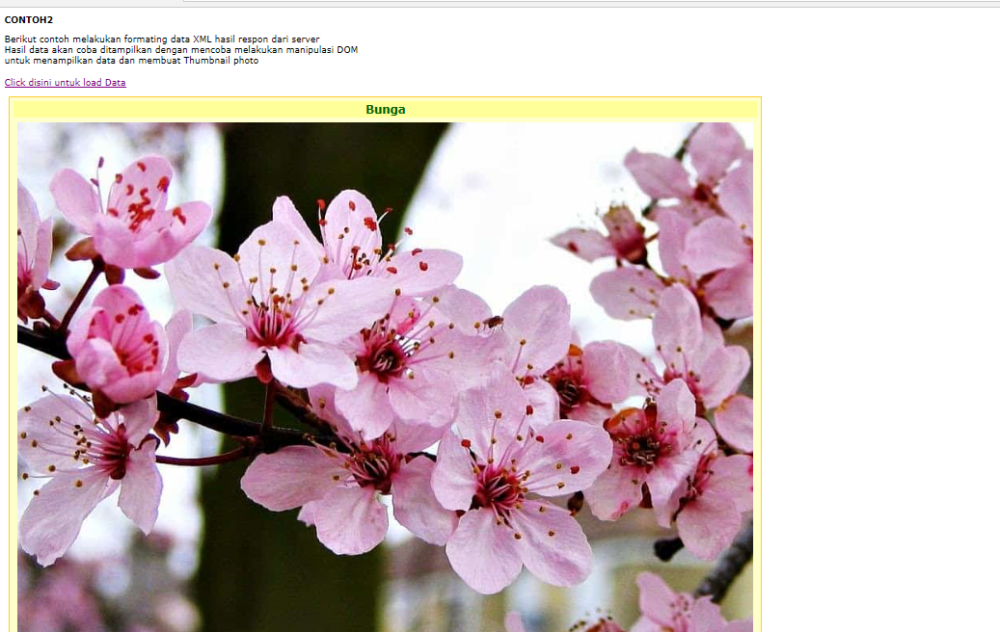 CONTOH2
Berikut contoh melakukan formating data XML hasil respon dari server
Hasil data akan coba ditampilkan dengan mencoba melakukan manipulasi DOM
untuk menampilkan data dan membuat Thumbnail photo
Click disini untuk load Data
Bunga